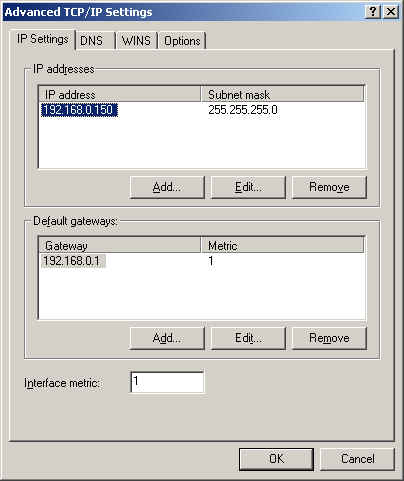 Advanced TCP/IP Settings
IP Settings DNS WINS Options
IP addresses
IP address Subnet mask
192.168.0.150 255.255.255.0
Add... Edit... Remove
Default gateways:
Gateway Metric
192.168.0.1 1
Add... Edit... Remove
Interface metric: 1
OK Cancel